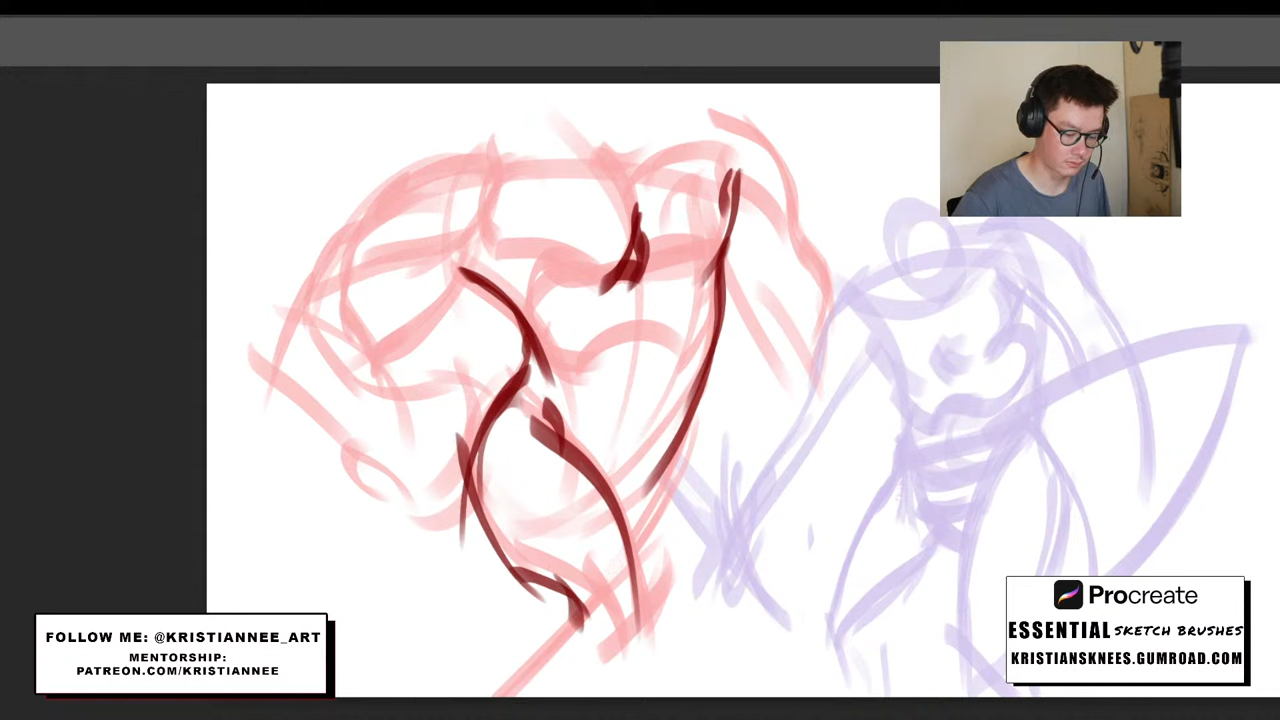 FOLLOW ME: @KRISTIANNEE_ART
MENTORSHIP:
PATREON.COM/KRISTIANNEE
Procreate
ESSENTIAL SKETCH BRUSHES
KRISTIANSKNEES.GUMROAD.COM